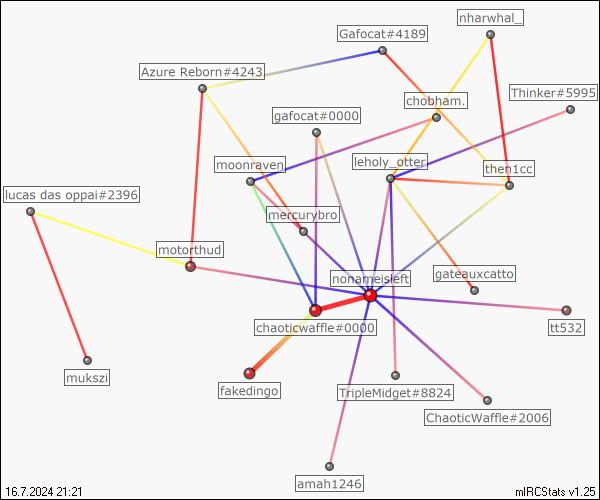 nharwhal_
Gafocat#4189
Azure Reborn#4243
Thinker#5995
chobham.
gafocat#0000
leholy_otter
moonraven
then1cc
lucas das oppai#2396
mercurybro
motorthud
nonameisleft
gateauxcatto
chaoticwaffle#0000
tt532
mukszi
fakedingo
TripleMidget#8824
ChaoticWaffle#2006
amah1246
16.7.2024 21:21
mIRCStats v1.25